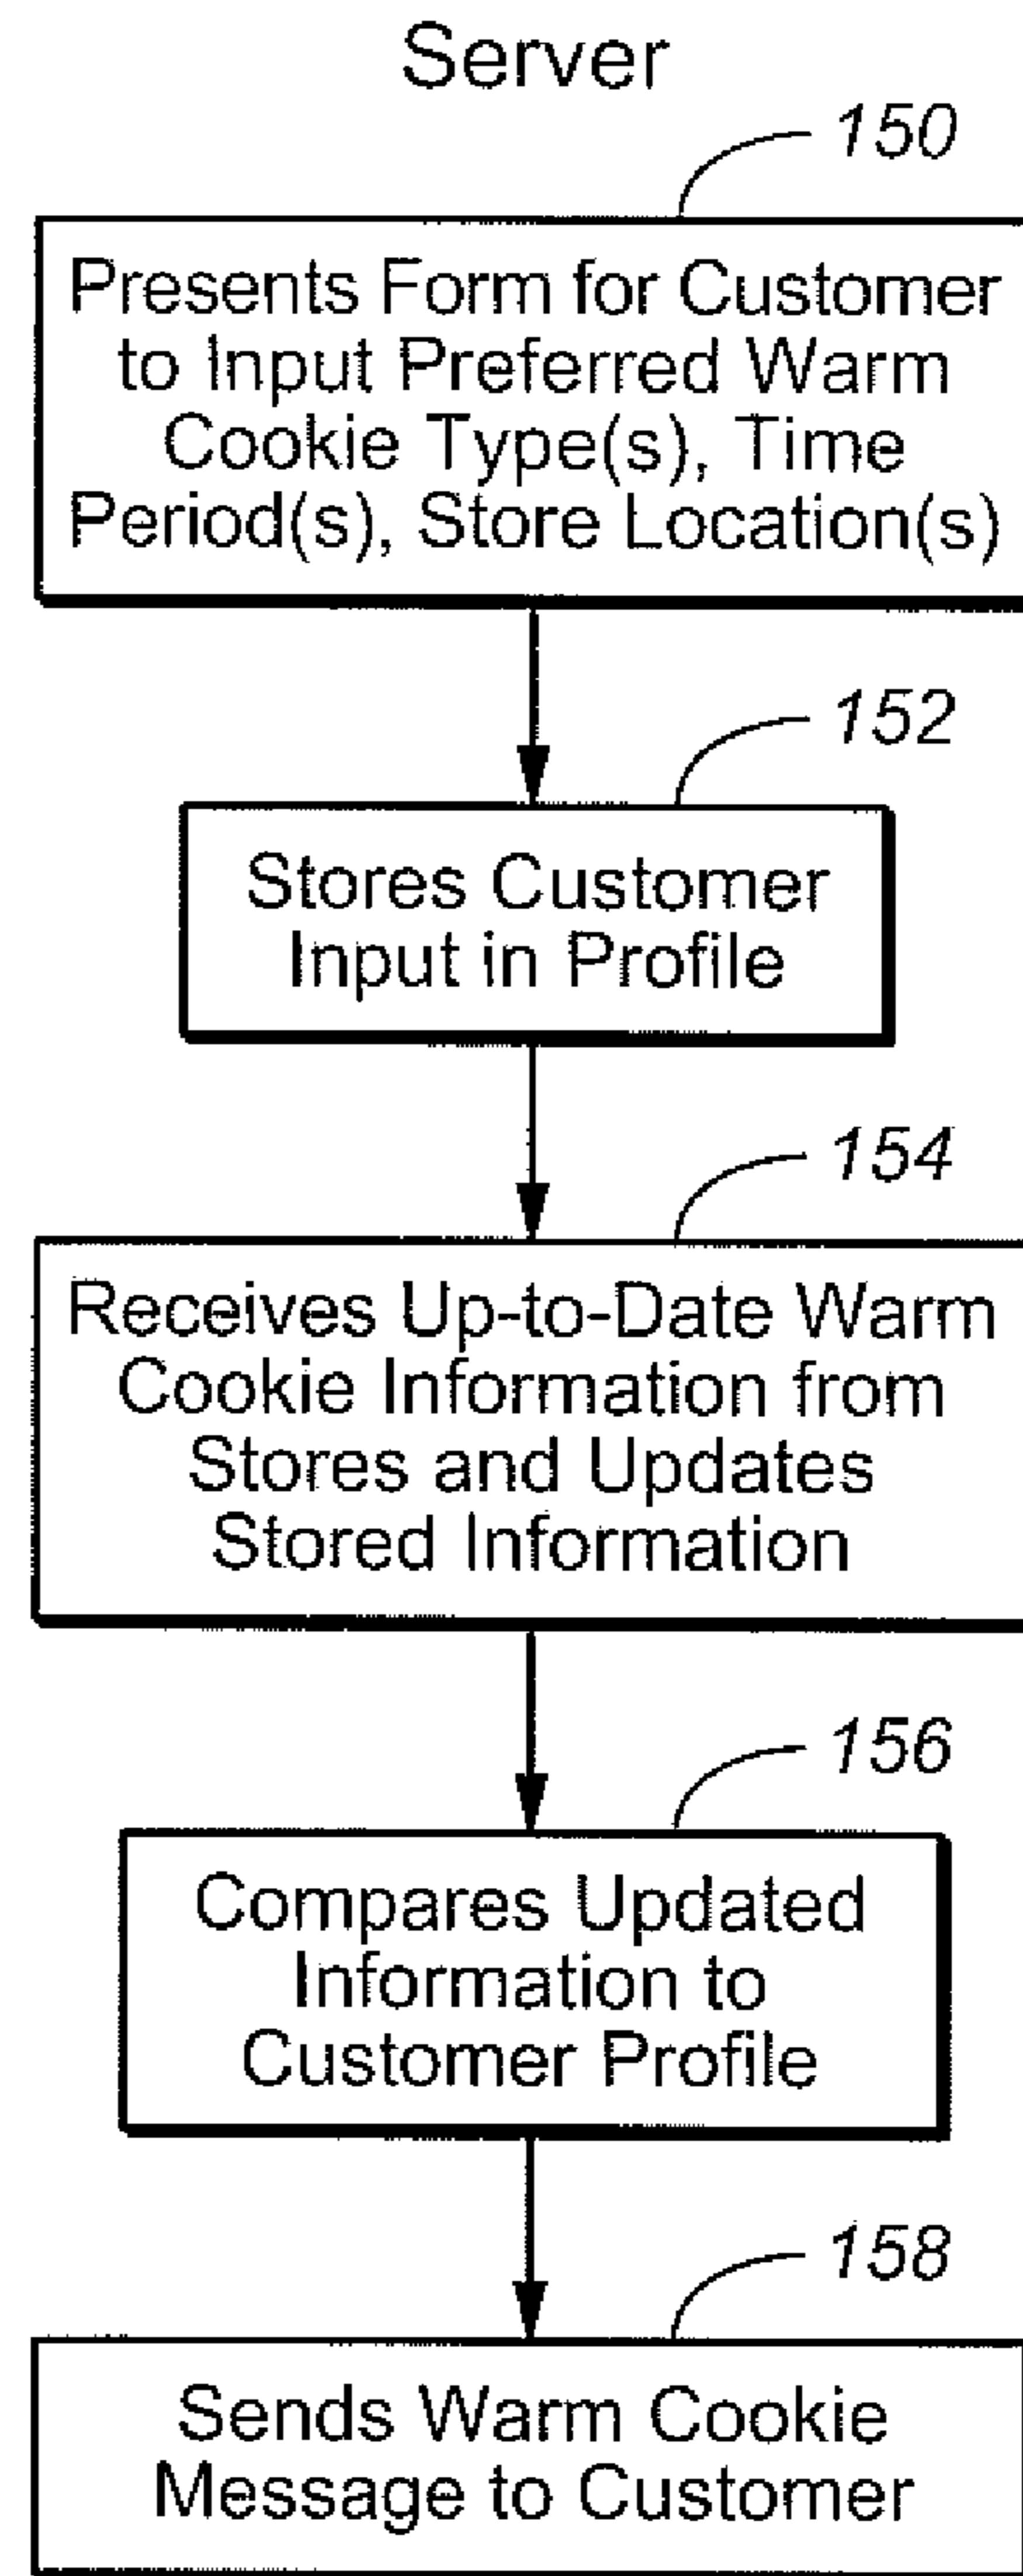 Server
150
Presents Form for Customer
to Input Preferred Warm
Cookie Type(s), Time
Period(s), Store Location(s)
152
Stores Customer
Input in Profile
154
Receives Up-to-Date Warm
Cookie Information from
Stores and Updates
Stored Information
156
Compares Updated
Information to
Customer Profile
158
Sends Warm Cookie
Message to Customer